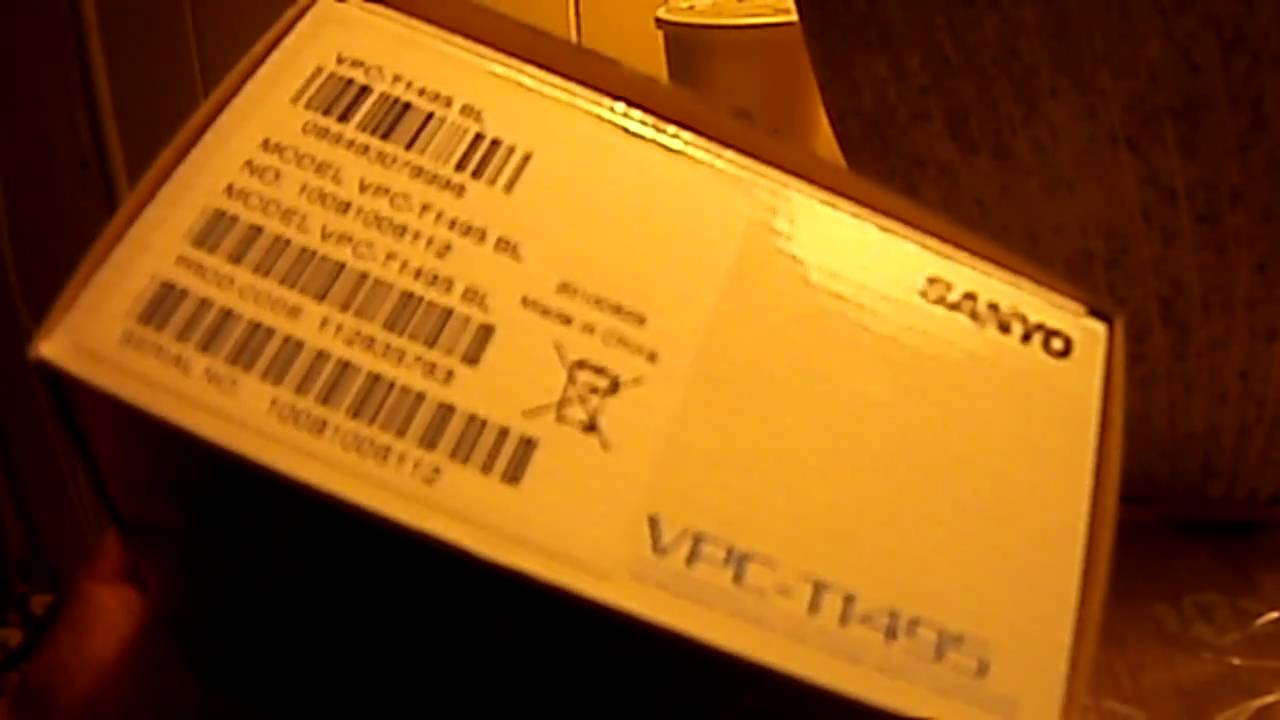 VPC-T1495 BL
MODEL VPC-T1495 BL
NO. 10081006112
MODEL VPC-T1495 BL
PROD.CODE
SERIAL NO. 10081006112
Made in China
SANYO
VPC-T1495